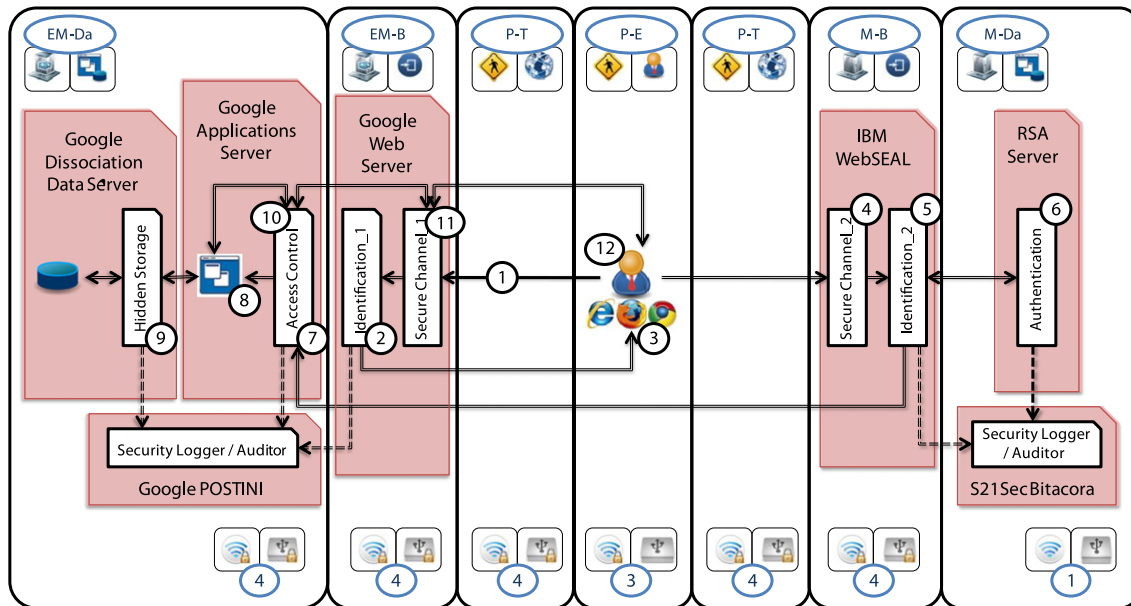 EM-Da
EM-B
P-T
P-E
P-T
M-B
M-Da
Google
Dissociation
Data Server
Google
Applications
Server
Google
Web
Server
IBM
WebSEAL
RSA
Server
Hidden Storage
Access Control
Identification_1
Secure Channel_1
Secure Channel_2
Identification_2
Authentication
10
11
12
4
5
6
1
8
9
7
2
3
Security Logger / Auditor
Google POSTINI
Security Logger
/ Auditor
S21Sec Bitacora
4
4
4
3
4
4
1